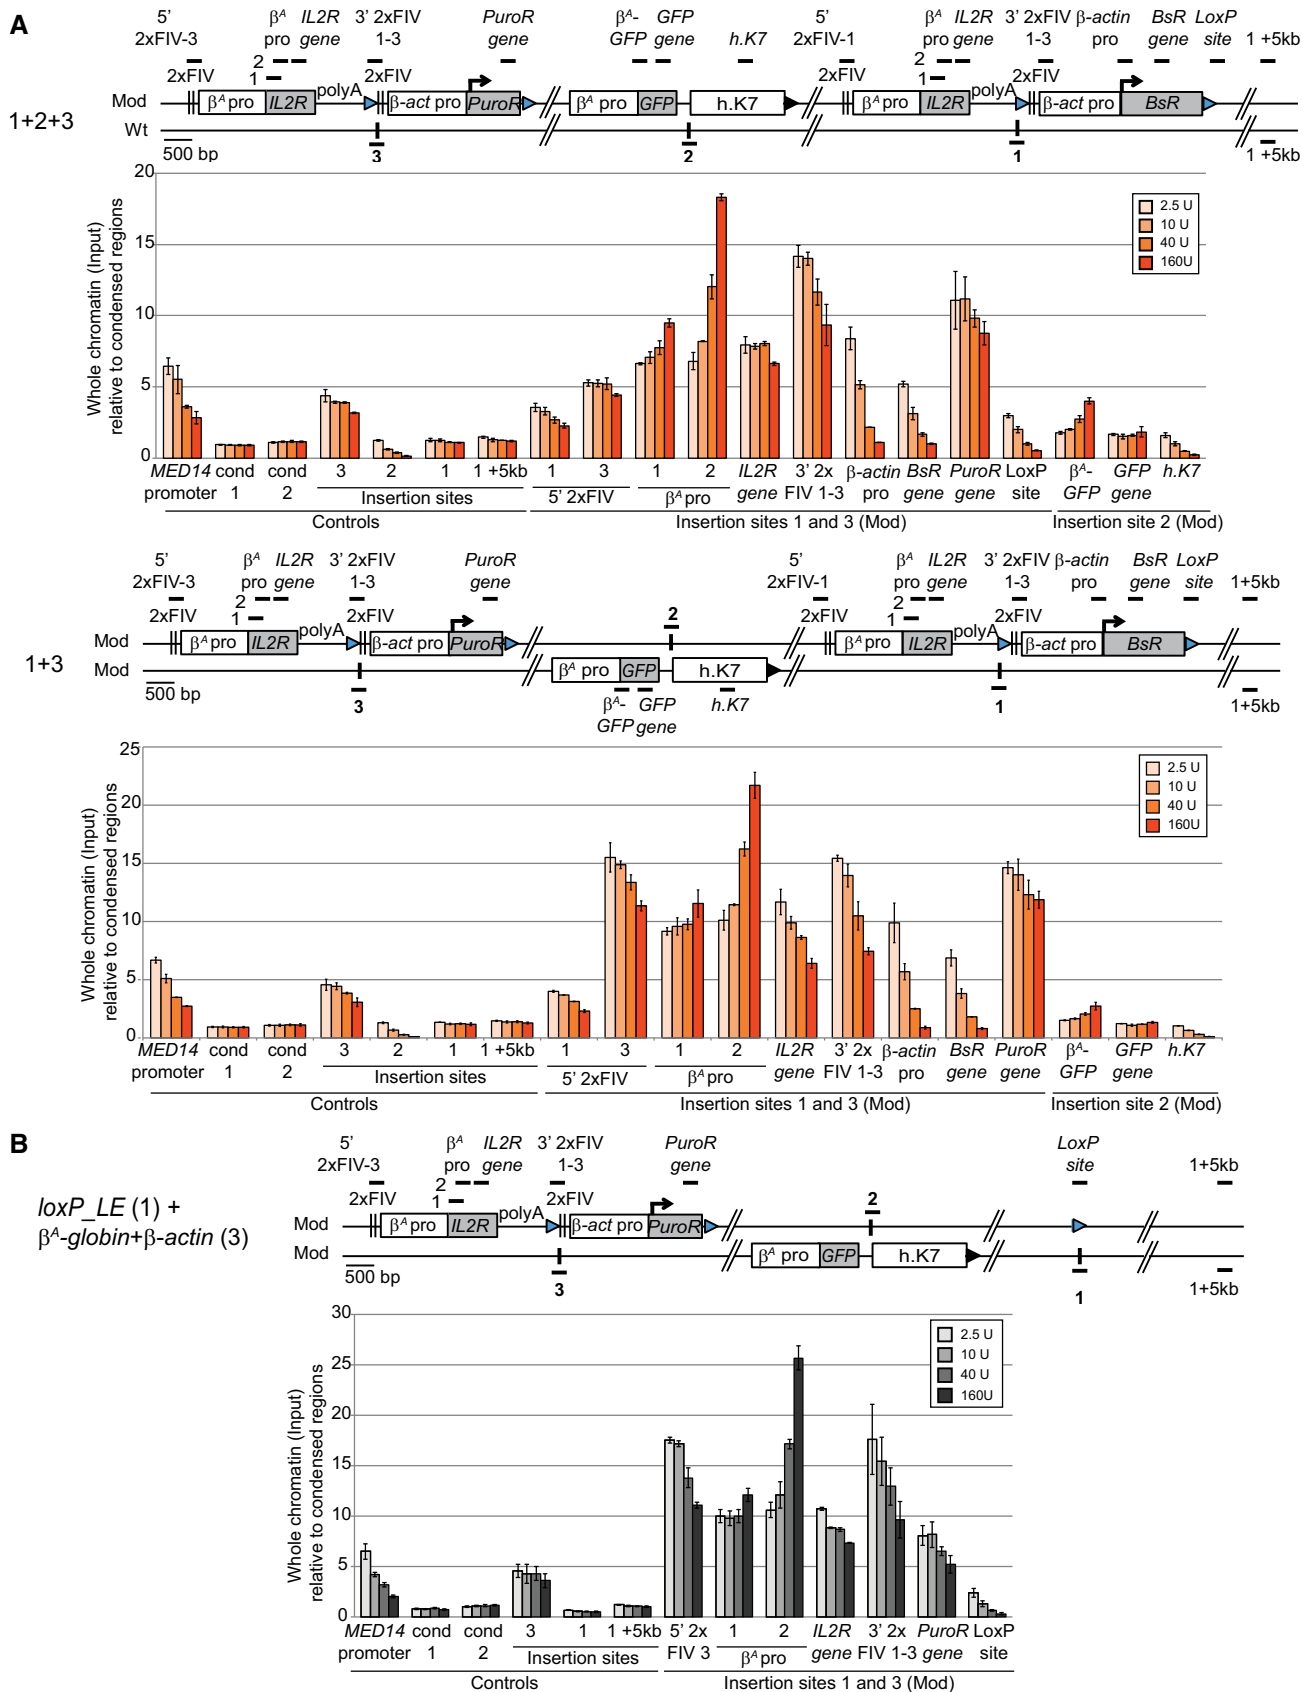 A
5' β^A IL2R 3' 2xFIV PuroR β^A- GFP 5' β^A IL2R 3' 2xFIV β-actin BsR LoxP
2xFIV-3 pro gene 1-3 gene GFP gene h.K7 2xFIV-1 pro gene 1-3 pro gene site 1 +5kb
2 2
2xFIV 1 2xFIV 2xFIV 1 2xFIV
polyA polyA
Mod β^A pro IL2R β-act pro PuroR β^A pro GFP h.K7 β^A pro IL2R β-act pro BsR
1+2+3
Wt
500 bp 3 2 1 1 +5kb
20
15
10
5
0
Whole chromatin (Input)
relative to condensed regions
2.5 U
10 U
40 U
160U
MED14 cond cond 3 2 1 1 +5kb 1 3 1 2 IL2R 3' 2x β-actin BsR PuroR LoxP β^A- GFP h.K7
promoter 1 2 Insertion sites 5' 2xFIV β^A pro gene FIV 1-3 pro gene gene site GFP gene
Controls Insertion sites 1 and 3 (Mod) Insertion site 2 (Mod)
5' β^A IL2R 3' 2xFIV PuroR 5' β^A IL2R 3' 2xFIV β-actin BsR LoxP
2xFIV-3 pro gene 1-3 gene 2xFIV-1 pro gene 1-3 pro gene site 1+5kb
2 2
2xFIV 1 2xFIV 2 2xFIV 1 2xFIV
polyA polyA
Mod β^A pro IL2R β-act pro PuroR β^A pro IL2R β-act pro BsR
1+3
Mod β^A pro GFP h.K7
500 bp 3 β^A- GFP h.K7 1 1+5kb
GFP gene
25
20
15
10
5
0
Whole chromatin (Input)
relative to condensed regions
2.5 U
10 U
40 U
160U
MED14 cond cond 3 2 1 1 +5kb 1 3 1 2 IL2R 3' 2x β-actin BsR PuroR β^A- GFP h.K7
promoter 1 2 Insertion sites 5' 2xFIV β^A pro gene FIV 1-3 pro gene gene GFP gene
Controls Insertion sites 1 and 3 (Mod) Insertion site 2 (Mod)
B
5' β^A IL2R 3' 2xFIV PuroR LoxP
2xFIV-3 pro gene 1-3 gene site 1+5kb
2
2xFIV 1 2xFIV 2
polyA
loxP_LE (1) +
β^A-globin+β-actin (3)
Mod β^A pro IL2R β-act pro PuroR
Mod β^A pro GFP h.K7
500 bp 3 1 1+5kb
30
25
20
15
10
5
0
Whole chromatin (Input)
relative to condensed regions
2.5 U
10 U
40 U
160U
MED14 cond cond 3 1 1 +5kb 5' 2x 1 2 IL2R 3' 2x PuroR LoxP
promoter 1 2 Insertion sites FIV 3 β^A pro gene FIV 1-3 gene site
Controls Insertion sites 1 and 3 (Mod)